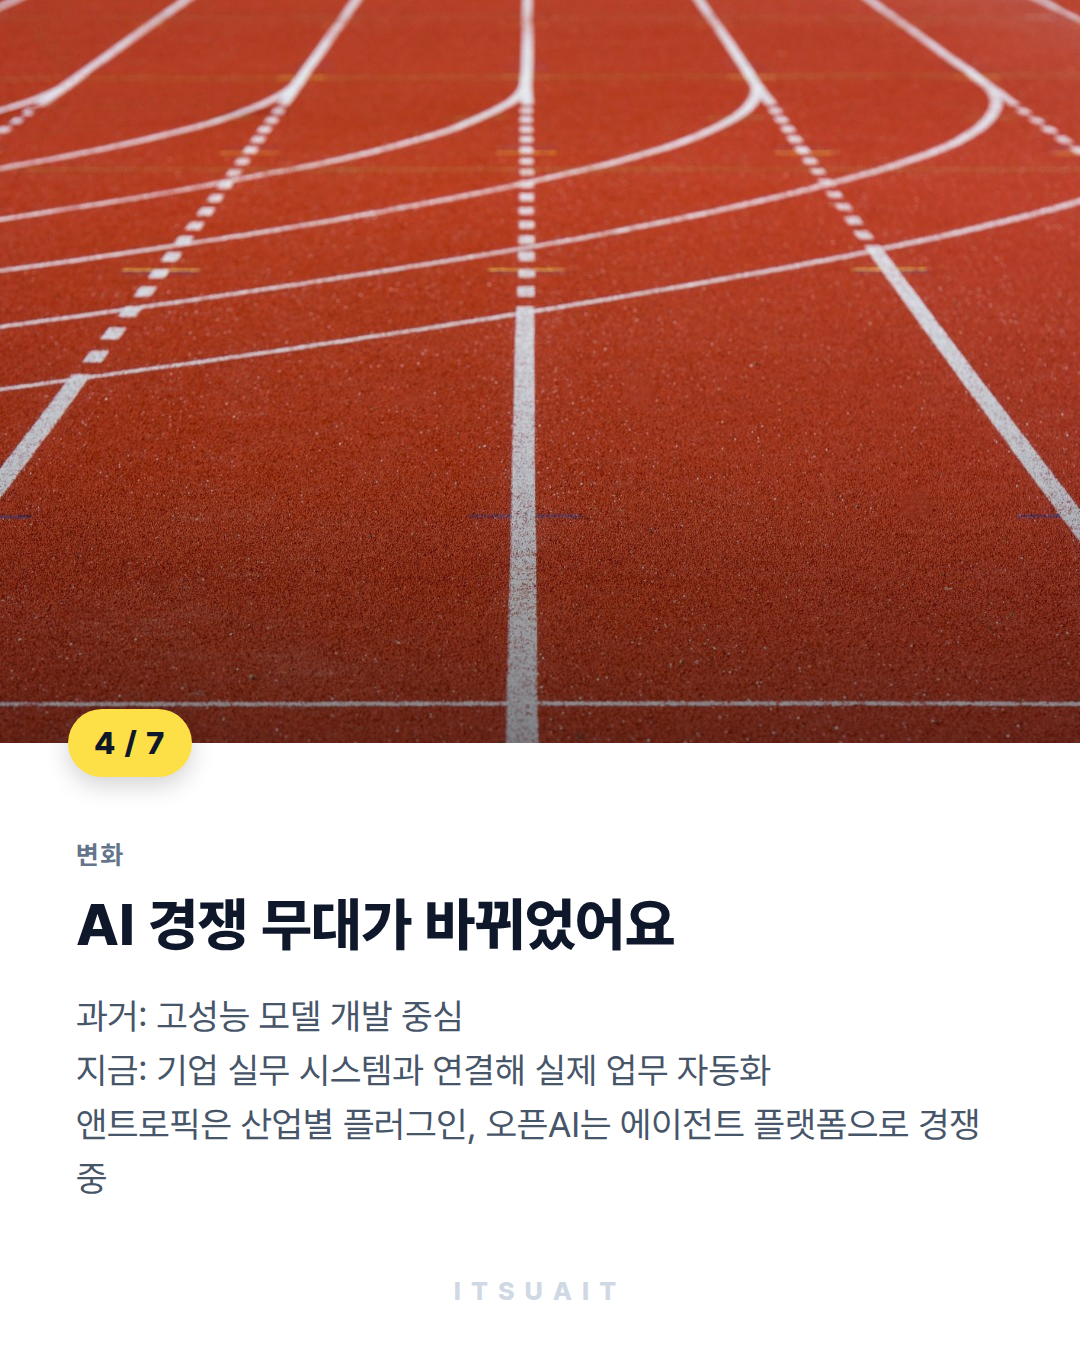 4 / 7
변화
AI 경쟁 무대가 바뀌었어요
과거: 고성능 모델 개발 중심
지금: 기업 실무 시스템과 연결해 실제 업무 자동화
앤트로픽은 산업별 플러그인, 오픈AI는 에이전트 플랫폼으로 경쟁
중
ITSUAIT